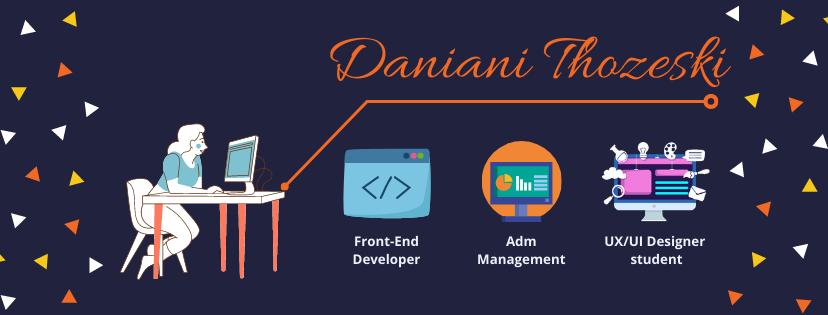 Daniani Thozeski
</>
Front-End
Developer
Adm
Management
UX/UI Designer
student